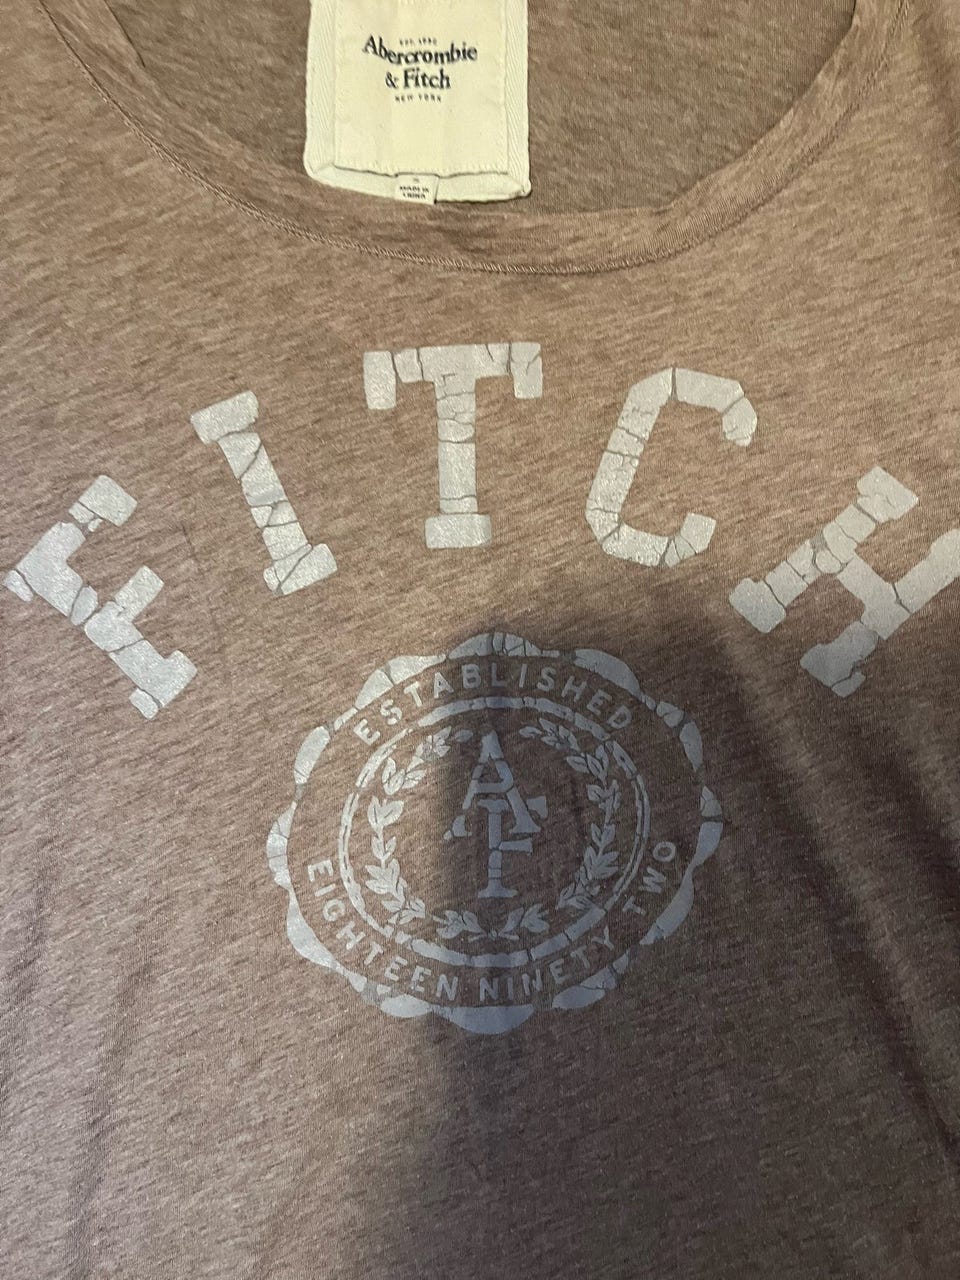 EST. 1892
Abercrombie
& Fitch
NEW YORK
MADE IN
CHINA
FITCH
ESTABLISHED
AF
EIGHTEEN NINETY TWO